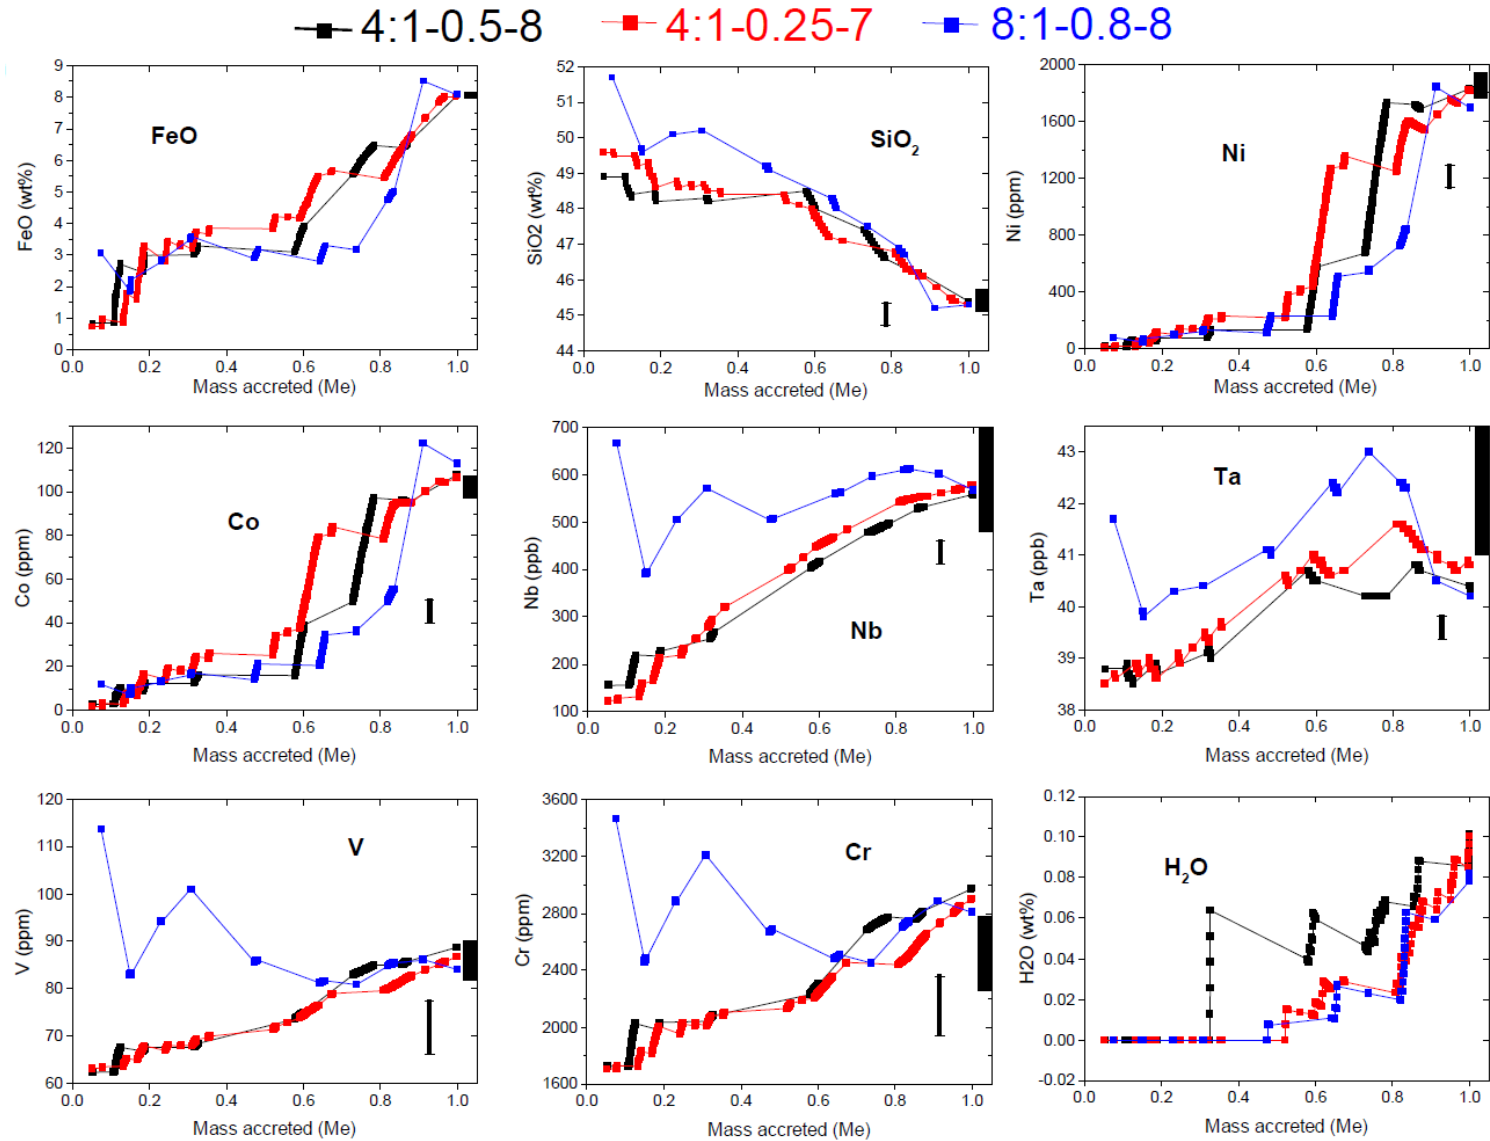 4:1-0.5-8 4:1-0.25-7 8:1-0.8-8
9
8
7
6
5
4
3
2
1
0
FeO (wt%)
FeO
0.0 0.2 0.4 0.6 0.8 1.0
Mass accreted (Me)
52
51
50
49
48
47
46
45
44
SiO2 (wt%)
SiO2
0.0 0.2 0.4 0.6 0.8 1.0
Mass accreted (Me)
2000
1600
1200
800
400
0
Ni (ppm)
Ni
0.0 0.2 0.4 0.6 0.8 1.0
Mass accreted (Me)
120
100
80
60
40
20
0
Co (ppm)
Co
0.0 0.2 0.4 0.6 0.8 1.0
Mass accreted (Me)
700
600
500
400
300
200
100
Nb (ppb)
Nb
0.0 0.2 0.4 0.6 0.8 1.0
Mass accreted (Me)
43
42
41
40
39
38
Ta (ppb)
Ta
0.0 0.2 0.4 0.6 0.8 1.0
Mass accreted (Me)
120
110
100
90
80
70
60
V (ppm)
V
0.0 0.2 0.4 0.6 0.8 1.0
Mass accreted (Me)
3600
3200
2800
2400
2000
1600
Cr (ppm)
Cr
0.0 0.2 0.4 0.6 0.8 1.0
Mass accreted (Me)
0.12
0.10
0.08
0.06
0.04
0.02
0.00
-0.02
H2O (wt%)
H2O
0.0 0.2 0.4 0.6 0.8 1.0
Mass accreted (Me)